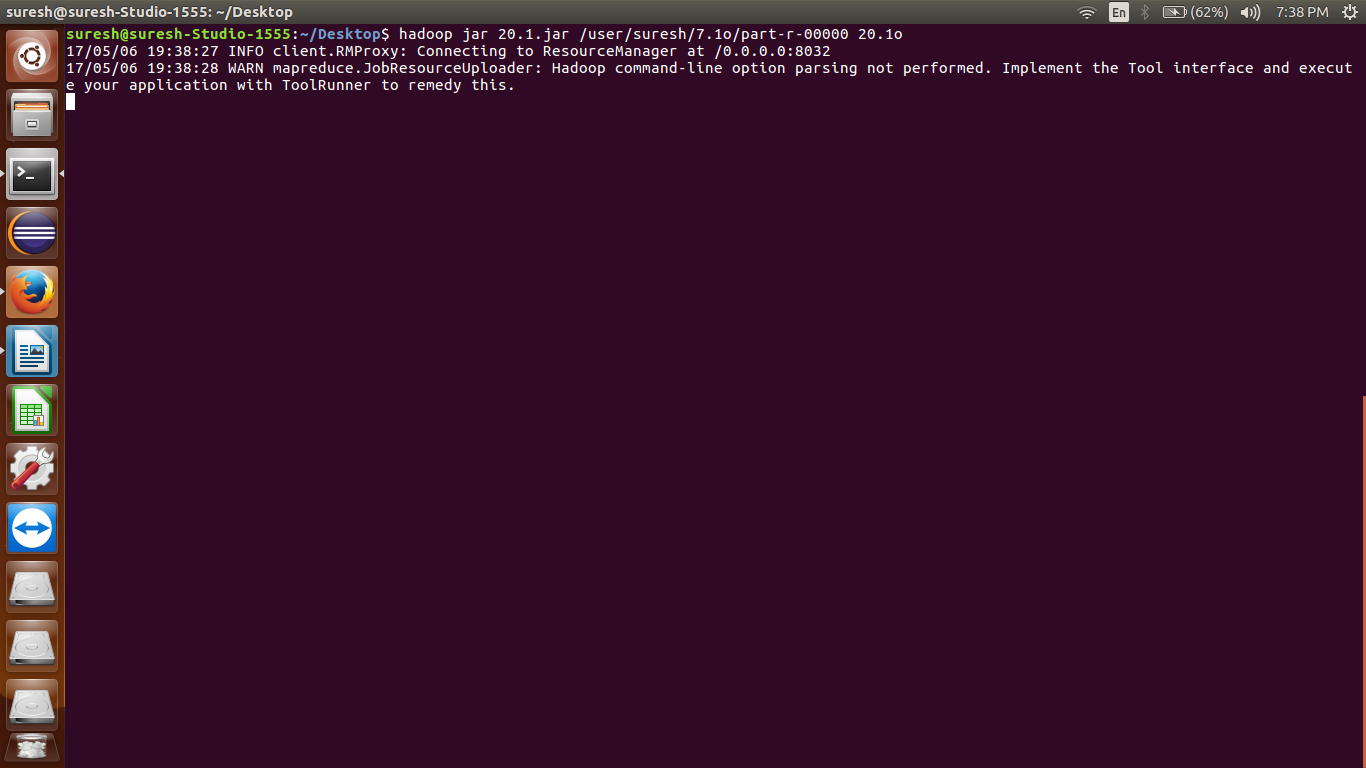 suresh@suresh-Studio-1555: ~/Desktop
En
(62%)
7:38 PM
suresh@suresh-Studio-1555:~/Desktop$ hadoop jar 20.1.jar /user/suresh/7.1o/part-r-00000 20.1o
17/05/06 19:38:27 INFO client.RMProxy: Connecting to ResourceManager at /0.0.0.0:8032
17/05/06 19:38:28 WARN mapreduce.JobResourceUploader: Hadoop command-line option parsing not performed. Implement the Tool interface and execut
e your application with ToolRunner to remedy this.